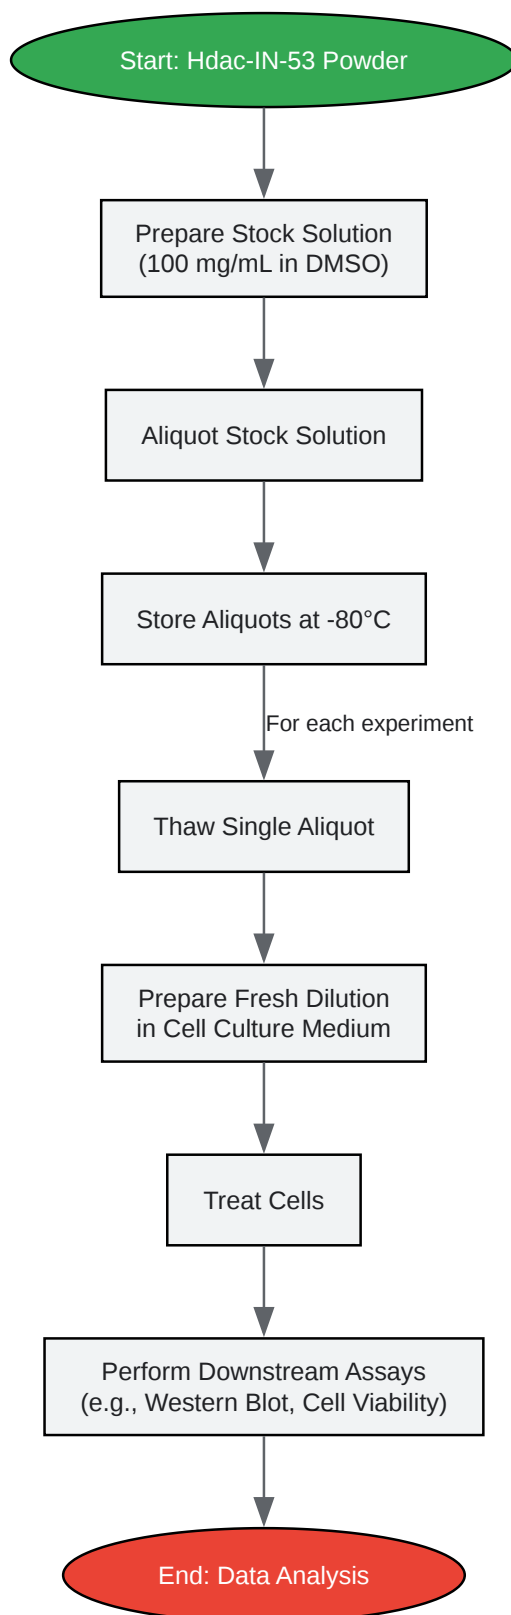 Start: Hdac-IN-53 Powder
Prepare Stock Solution
(100 mg/mL in DMSO)
Aliquot Stock Solution
Store Aliquots at -80°C
For each experiment
Thaw Single Aliquot
Prepare Fresh Dilution
in Cell Culture Medium
Treat Cells
Perform Downstream Assays
(e.g., Western Blot, Cell Viability)
End: Data Analysis